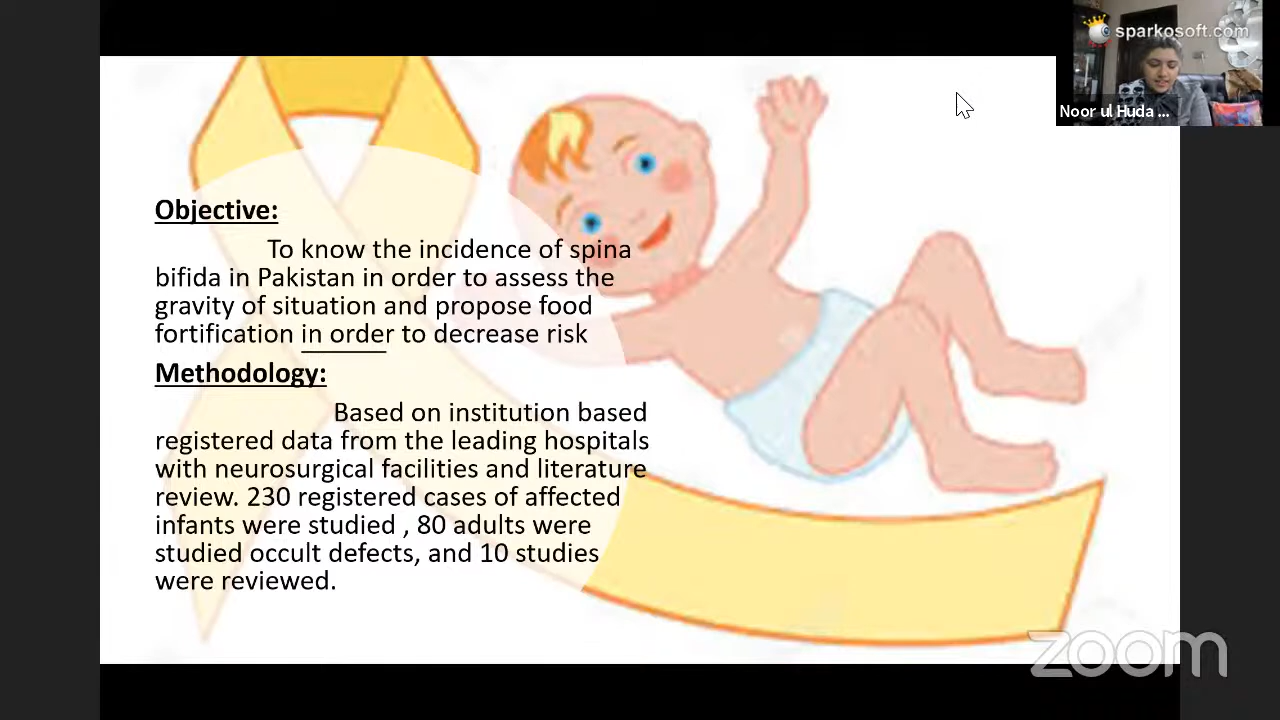 sparkosoft.com
Noor ul Huda ...
Objective:
To know the incidence of spina
bifida in Pakistan in order to assess the
gravity of situation and propose food
fortification in order to decrease risk
Methodology:
Based on institution based
registered data from the leading hospitals
with neurosurgical facilities and literature
review. 230 registered cases of affected
infants were studied , 80 adults were
studied occult defects, and 10 studies
were reviewed.
zoom